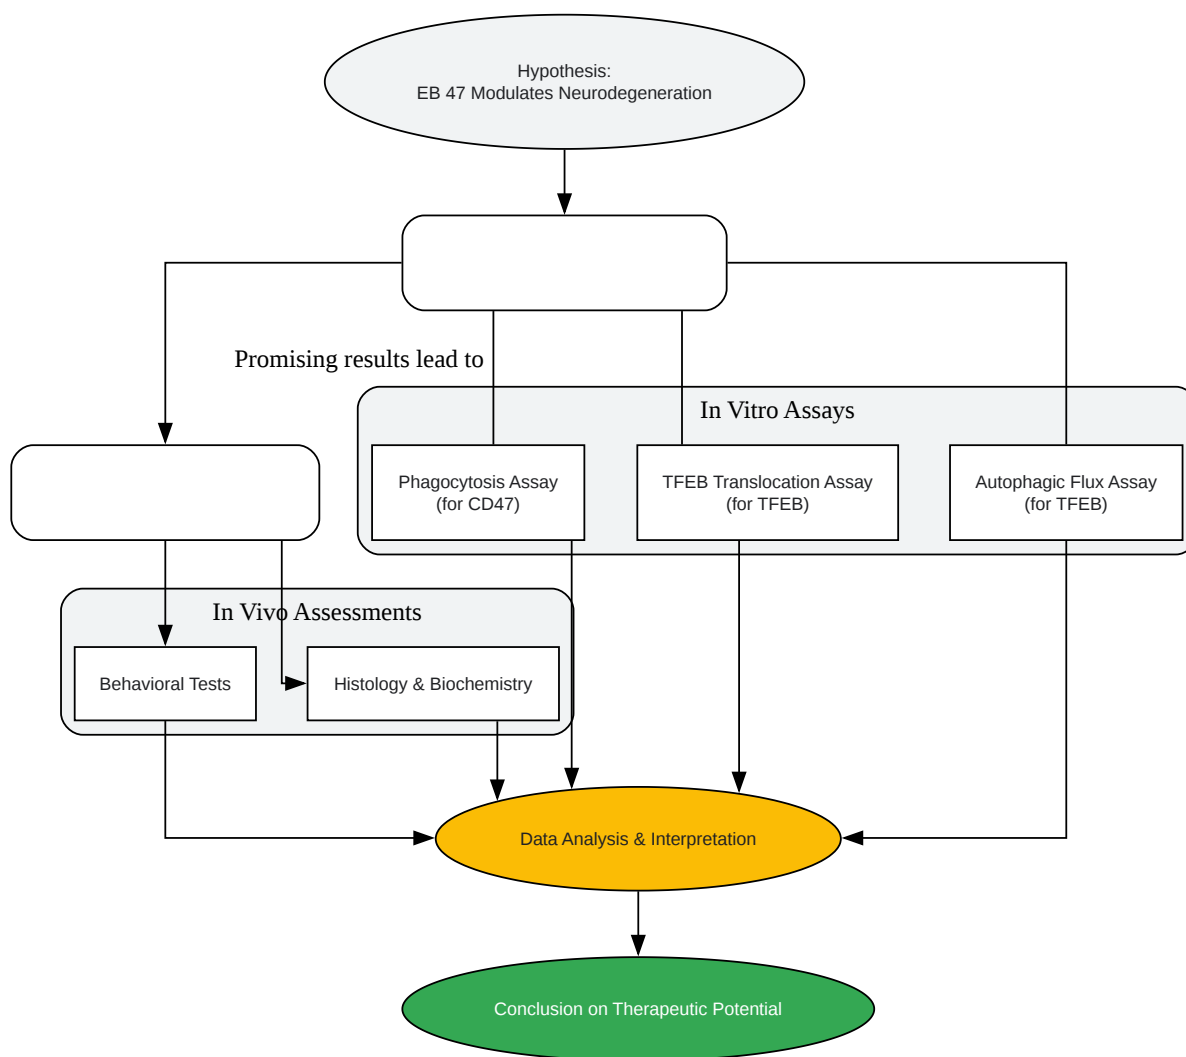 Hypothesis:
EB 47 Modulates Neurodegeneration
Promising results lead to
In Vitro Assays
Phagocytosis Assay
(for CD47)
TFEB Translocation Assay
(for TFEB)
Autophagic Flux Assay
(for TFEB)
In Vivo Assessments
Behavioral Tests
Histology & Biochemistry
Data Analysis & Interpretation
Conclusion on Therapeutic Potential